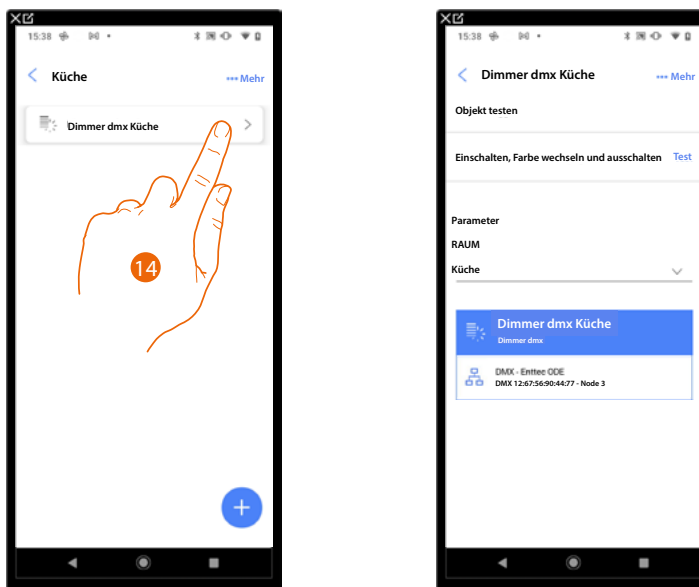 15:38
Küche
••• Mehr
Dimmer dmx Küche
14
15:38
Dimmer dmx Küche
••• Mehr
Objekt testen
Einschalten, Farbe wechseln und ausschalten Test
Parameter
RAUM
Küche
Dimmer dmx Küche
Dimmer dmx
DMX - Enttec ODE
DMX 12:67:56:90:44:77 - Node 3